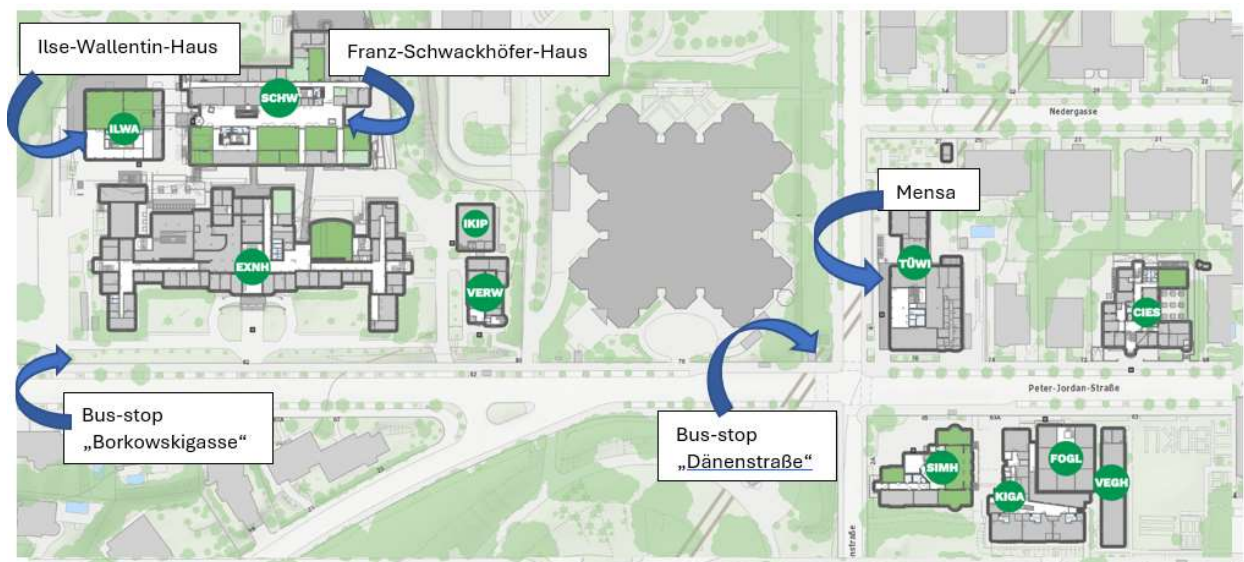 Ilse-Wallentin-Haus
Franz-Schwackhöfer-Haus
SCHW
ILWA
Nedergasse
Mensa
IKIP
TÜWI
EXNH
VERW
CIES
Peter-Jordan-Straße
Bus-stop
„Borkowskigasse“
Bus-stop
„Dänenstraße“
SIMH
FOGL
KIGA
VEGH
nstraße